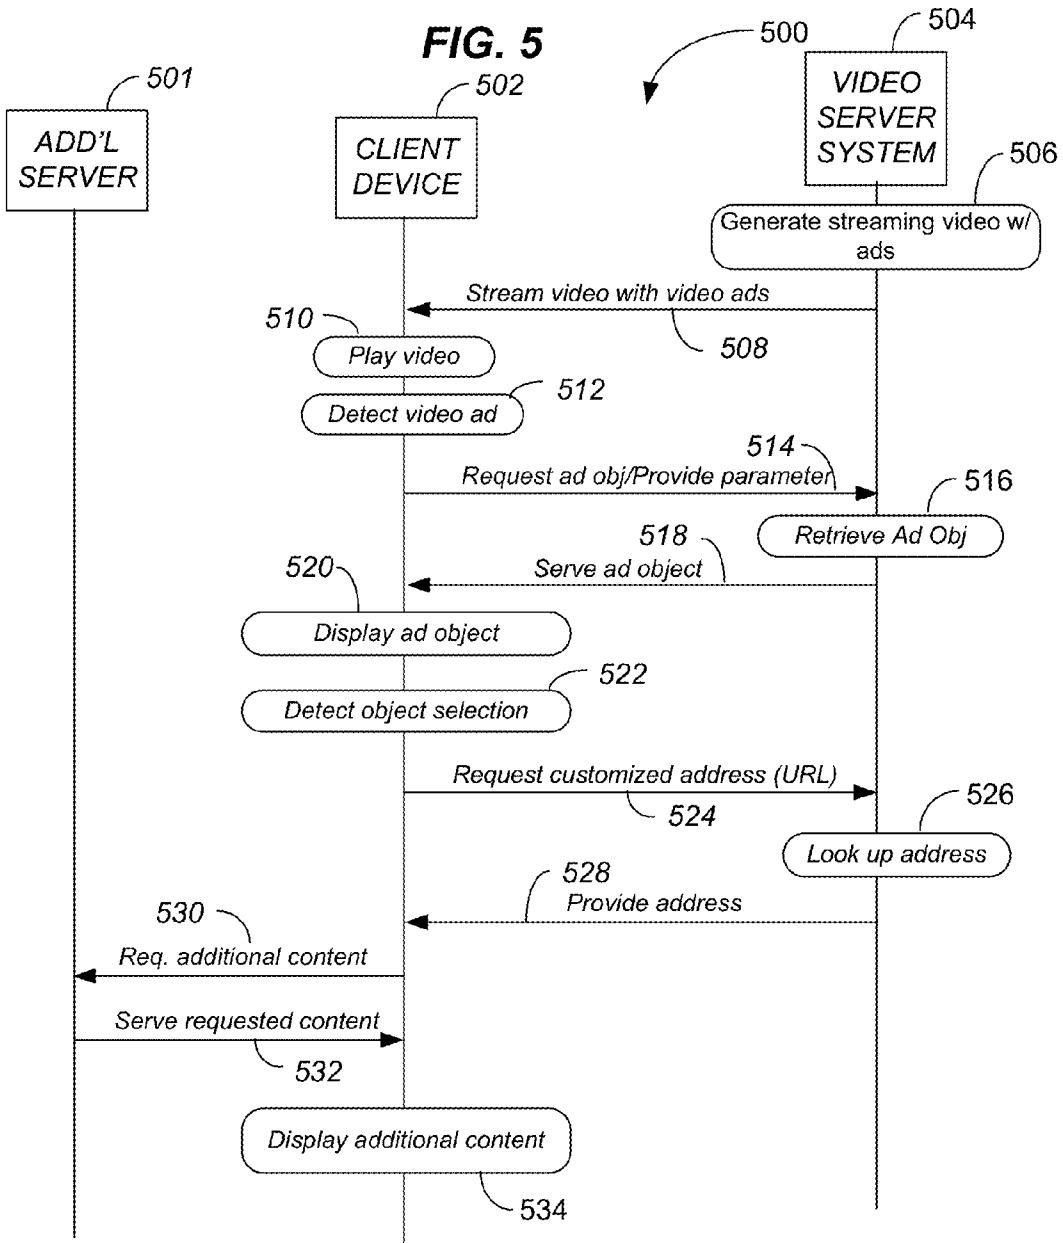 FIG. 5
500
504
501
502
VIDEO
SERVER
SYSTEM
ADD'L
SERVER
CLIENT
DEVICE
506
Generate streaming video w/
ads
Stream video with video ads
508
510
Play video
512
Detect video ad
514
Request ad obj/Provide parameter
516
Retrieve Ad Obj
518
Serve ad object
520
Display ad object
522
Detect object selection
Request customized address (URL)
524
526
Look up address
528
Provide address
530
Req. additional content
Serve requested content
532
Display additional content
534